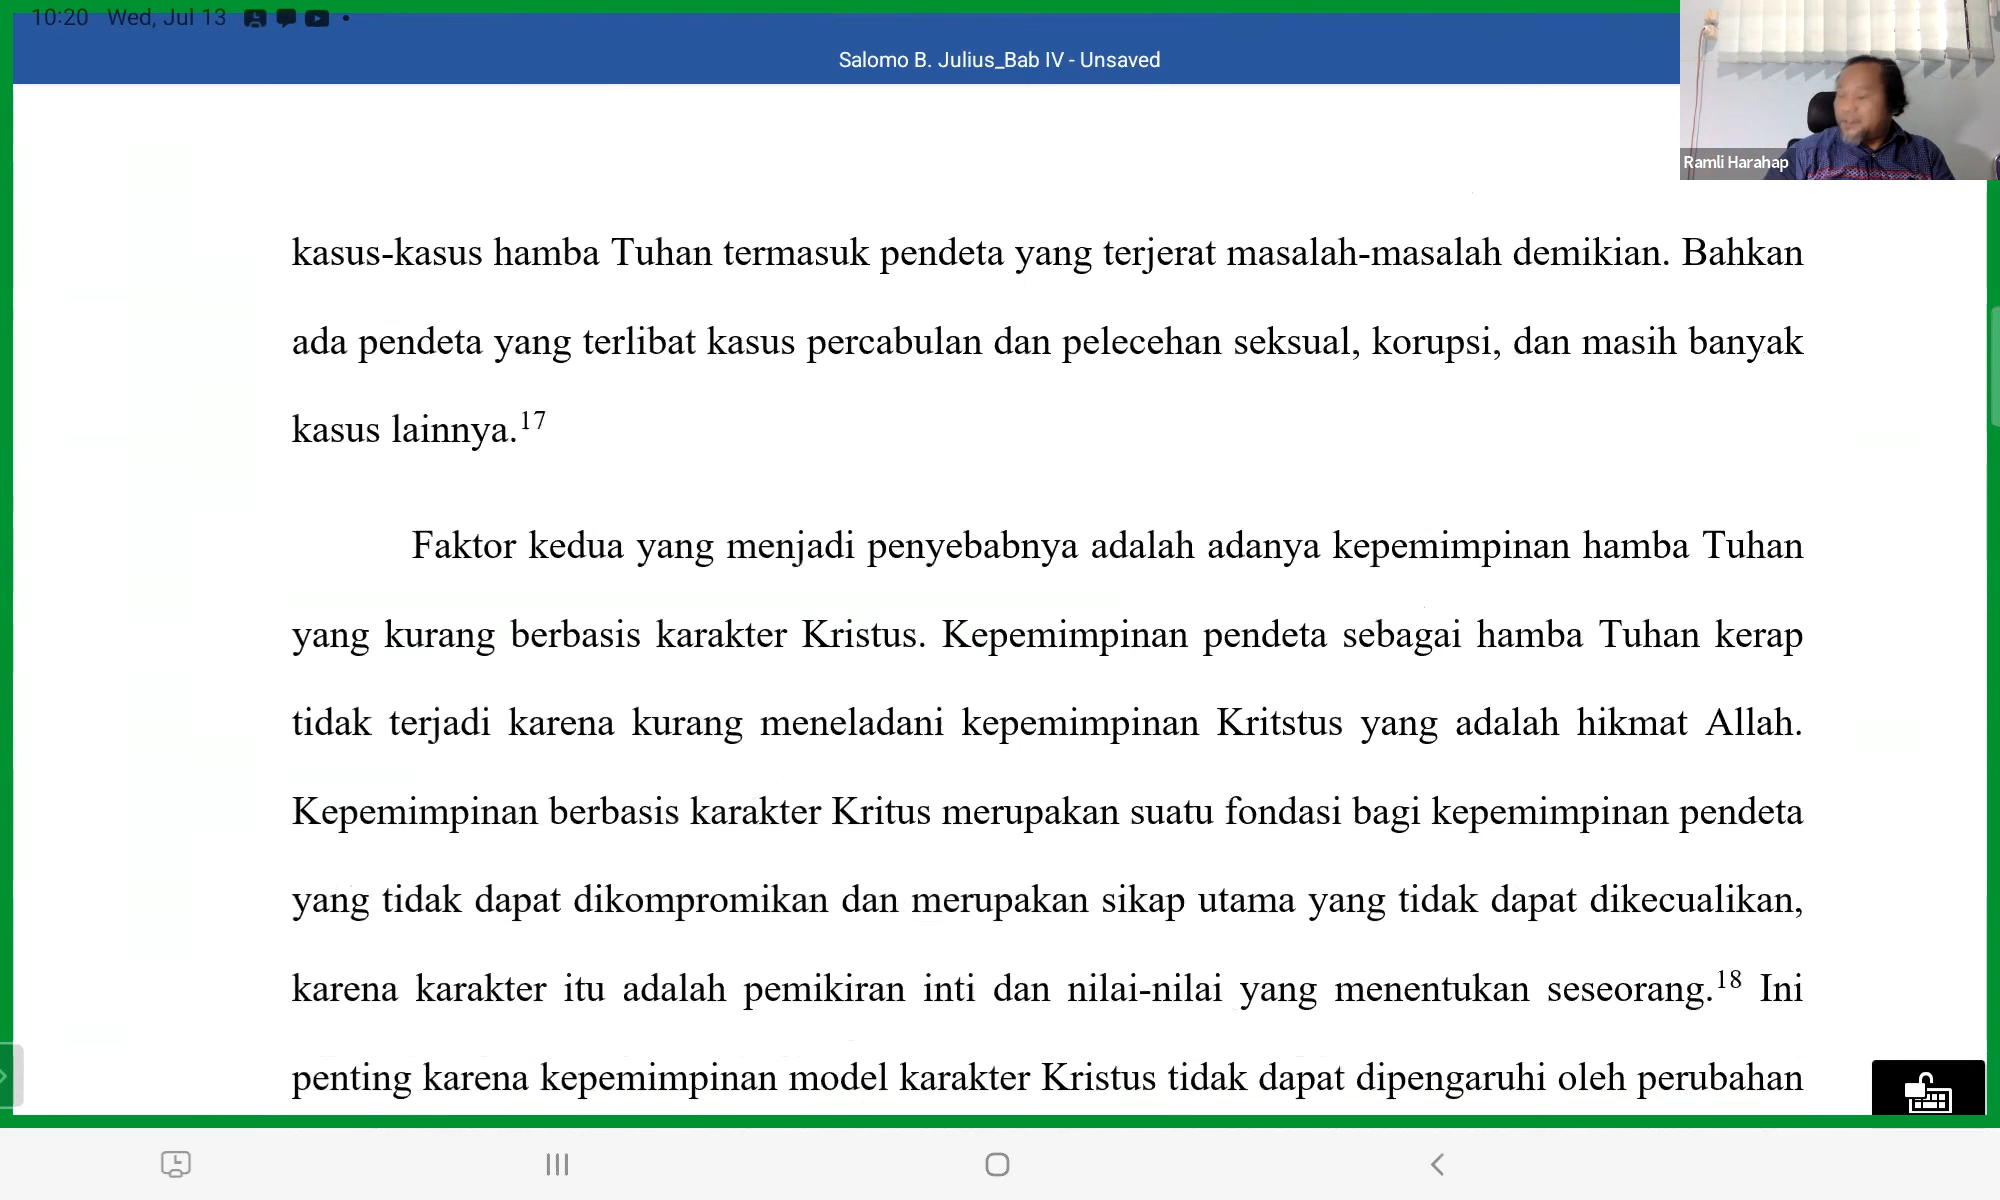 10:20 Wed, Jul 13
Salomo B. Julius_Bab IV - Unsaved
Ramli Harahap
kasus-kasus hamba Tuhan termasuk pendeta yang terjerat masalah-masalah demikian. Bahkan
ada pendeta yang terlibat kasus percabulan dan pelecehan seksual, korupsi, dan masih banyak
kasus lainnya.17
Faktor kedua yang menjadi penyebabnya adalah adanya kepemimpinan hamba Tuhan
yang kurang berbasis karakter Kristus. Kepemimpinan pendeta sebagai hamba Tuhan kerap
tidak terjadi karena kurang meneladani kepemimpinan Kritstus yang adalah hikmat Allah.
Kepemimpinan berbasis karakter Kritus merupakan suatu fondasi bagi kepemimpinan pendeta
yang tidak dapat dikompromikan dan merupakan sikap utama yang tidak dapat dikecualikan,
karena karakter itu adalah pemikiran inti dan nilai-nilai yang menentukan seseorang.18 Ini
penting karena kepemimpinan model karakter Kristus tidak dapat dipengaruhi oleh perubahan